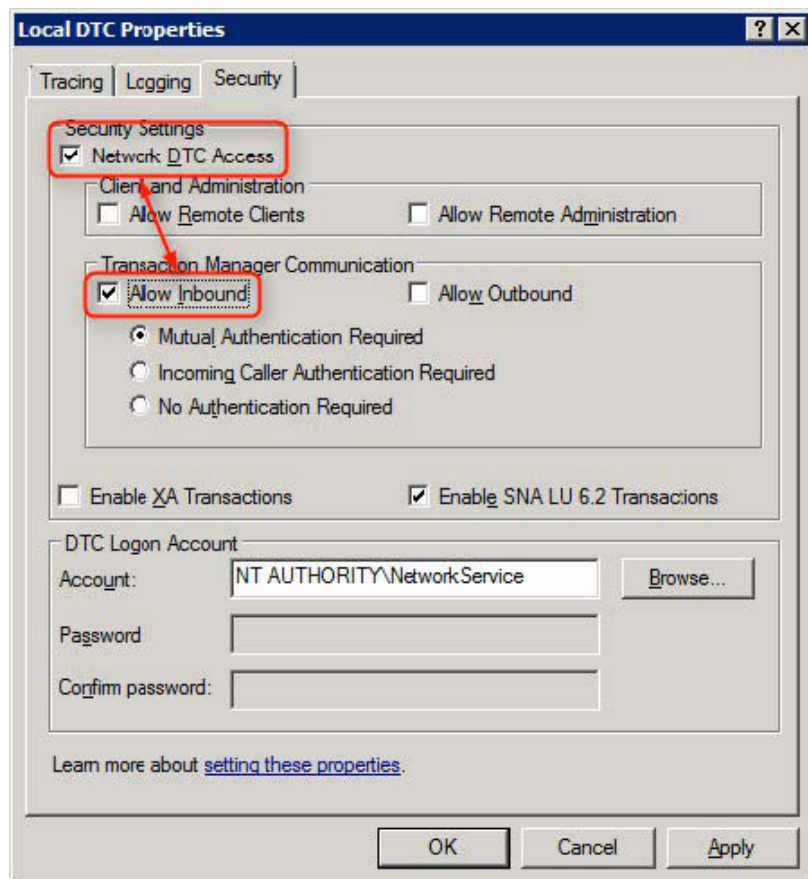 Local DTC Properties
Tracing Logging Security
Security Settings
Network DTC Access
Client and Administration
Allow Remote Clients Allow Remote Administration
Transaction Manager Communication
Allow Inbound Allow Outbound
Mutual Authentication Required
Incoming Caller Authentication Required
No Authentication Required
Enable XA Transactions Enable SNA LU 6.2 Transactions
DTC Logon Account
Account: NT AUTHORITY\NetworkService Browse...
Password
Confirm password:
Learn more about setting these properties.
OK Cancel Apply